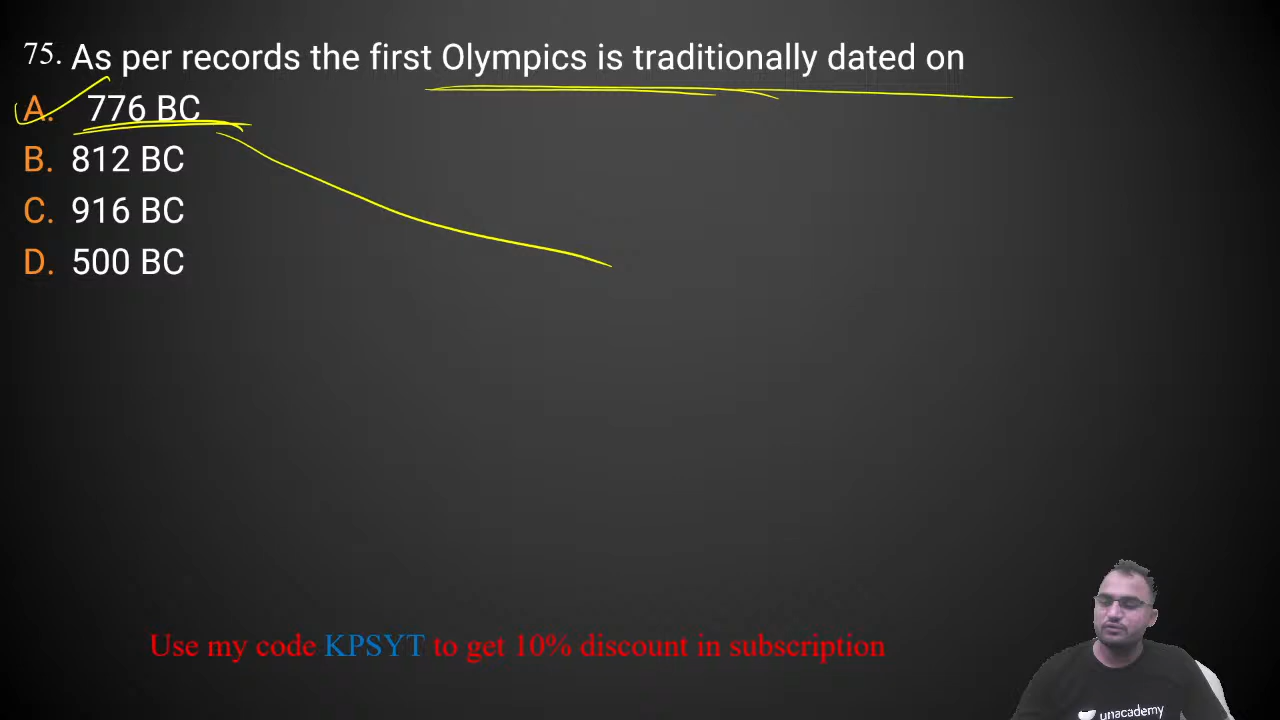 75. As per records the first Olympics is traditionally dated on
A. 776 BC
B. 812 BC
C. 916 BC
D. 500 BC
Use my code KPSYT to get 10% discount in subscription
unacademy